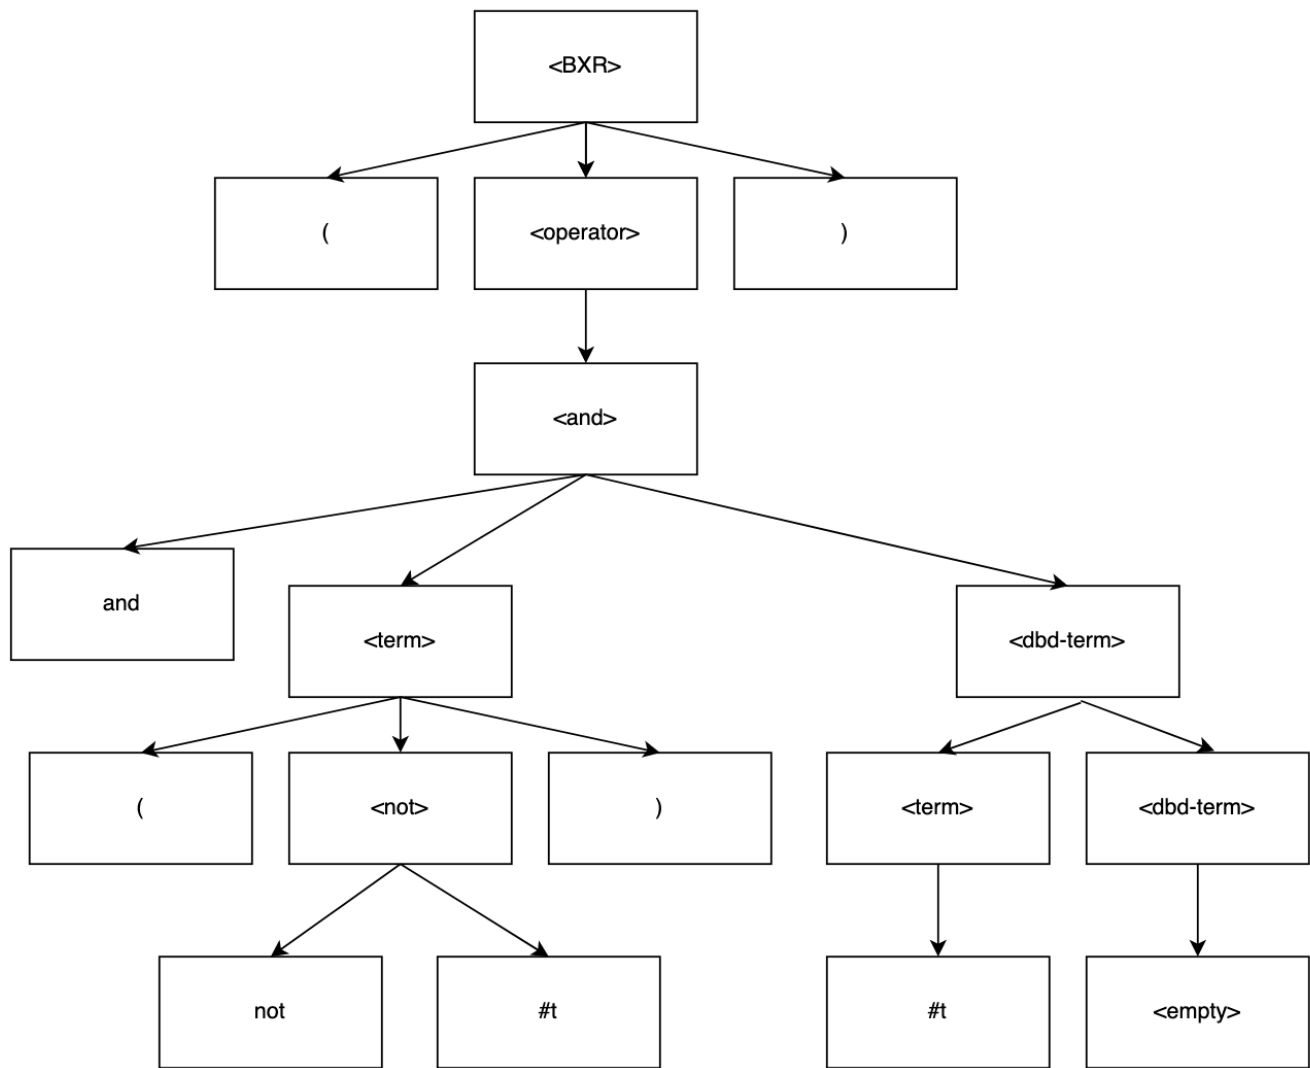 <BXR>
(
<operator>
)
<and>
and
<term>
<dbd-term>
(
<not>
)
<term>
<dbd-term>
not
#t
#t
<empty>